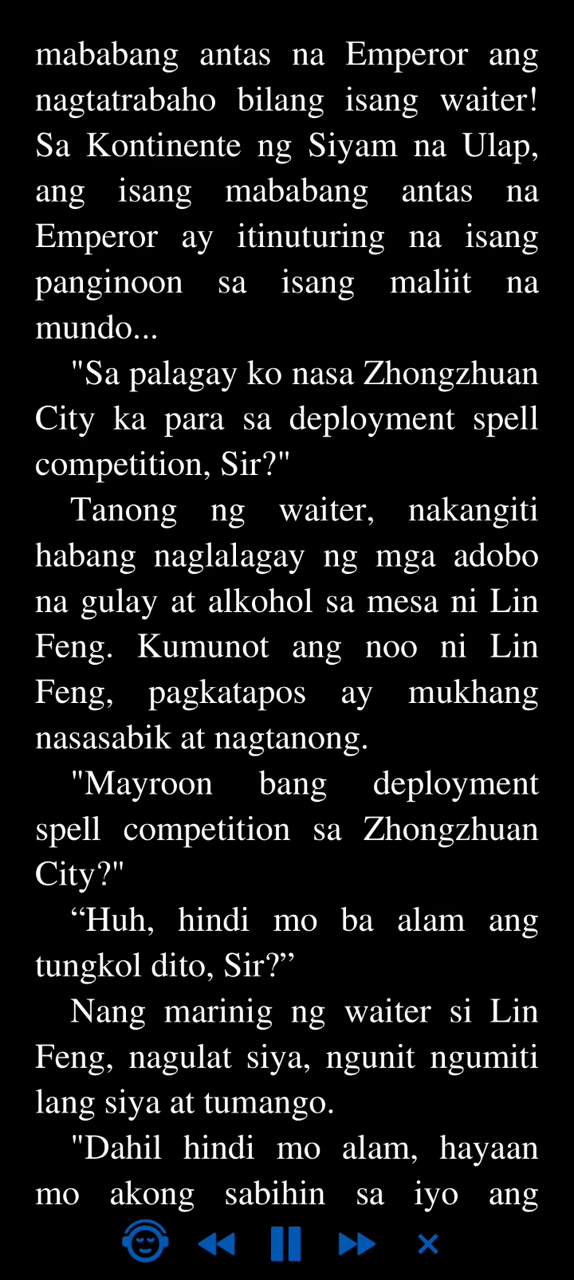 mababang antas na Emperor ang
nagtatrabaho bilang isang waiter!
Sa Kontinente ng Siyam na Ulap,
ang isang mababang antas na
Emperor ay itinuturing na isang
panginoon sa isang maliit na
mundo...
"Sa palagay ko nasa Zhongzhuan
City ka para sa deployment spell
competition, Sir?"
Tanong ng waiter, nakangiti
habang naglalagay ng mga adobo
na gulay at alkohol sa mesa ni Lin
Feng. Kumunot ang noo ni Lin
Feng, pagkatapos ay mukhang
nasasabik at nagtanong.
"Mayroon bang deployment
spell competition sa Zhongzhuan
City?"
“Huh, hindi mo ba alam ang
tungkol dito, Sir?”
Nang marinig ng waiter si Lin
Feng, nagulat siya, ngunit ngumiti
lang siya at tumango.
"Dahil hindi mo alam, hayaan
mo akong sabihin sa iyo ang